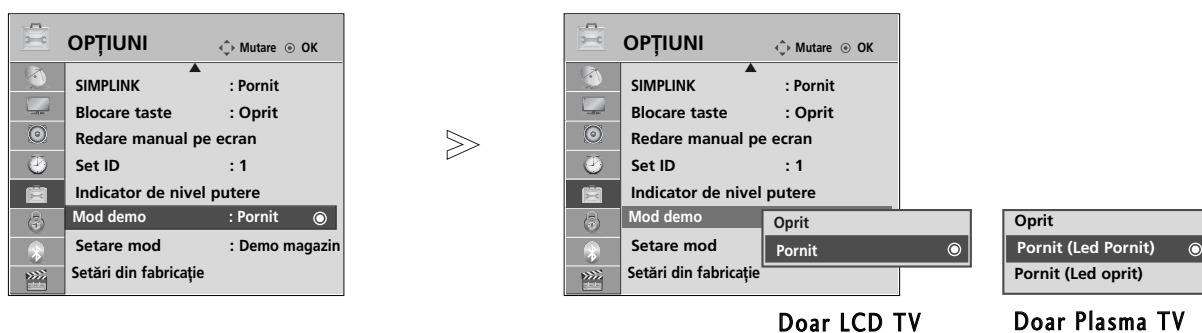 OPȚIUNI
Mutare OK
SIMPLINK : Pornit
Blocare taste : Oprit
Redare manual pe ecran
Set ID : 1
Indicator de nivel putere
Mod demo : Pornit
Setare mod : Demo magazin
Setări din fabricație
OPȚIUNI
Mutare OK
SIMPLINK : Pornit
Blocare taste : Oprit
Redare manual pe ecran
Set ID : 1
Indicator de nivel putere
Mod demo
Setare mod
Setări din fabricație
Oprit
Pornit
Doar LCD TV
Oprit
Pornit (Led Pornit)
Pornit (Led oprit)
Doar Plasma TV